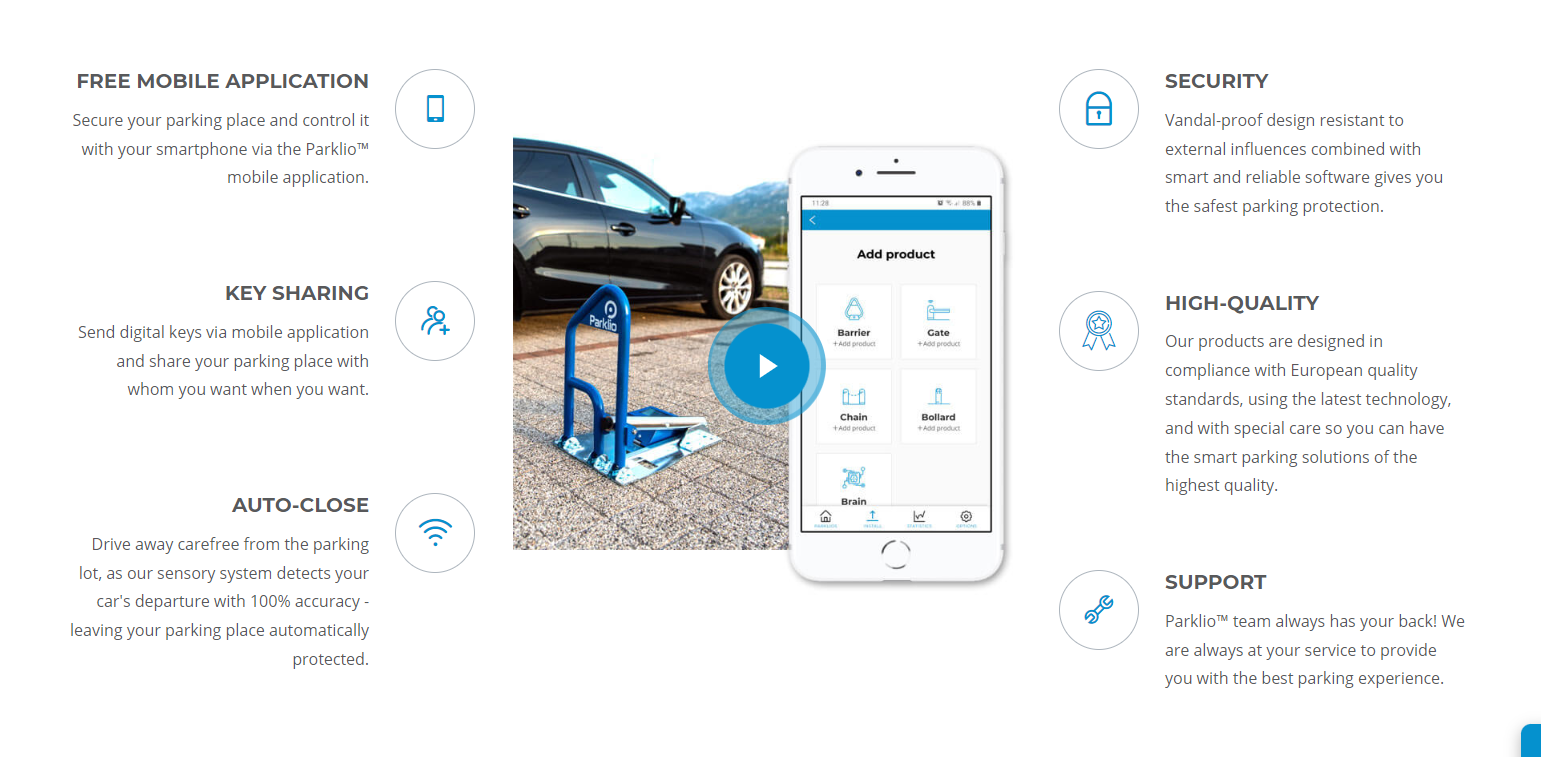 FREE MOBILE APPLICATION
Secure your parking place and control it
with your smartphone via the Parklio™
mobile application.
KEY SHARING
Send digital keys via mobile application
and share your parking place with
whom you want when you want.
AUTO-CLOSE
Drive away carefree from the parking
lot, as our sensory system detects your
car's departure with 100% accuracy -
leaving your parking place automatically
protected.
Parklio
11:28
88%
Add product
Barrier
+Add product
Gate
+Add product
Chain
+Add product
Bollard
+Add product
Brain
INSTALL
STATISTICS
OPTIONS
SECURITY
Vandal-proof design resistant to
external influences combined with
smart and reliable software gives you
the safest parking protection.
HIGH-QUALITY
Our products are designed in
compliance with European quality
standards, using the latest technology,
and with special care so you can have
the smart parking solutions of the
highest quality.
SUPPORT
Parklio™ team always has your back! We
are always at your service to provide
you with the best parking experience.